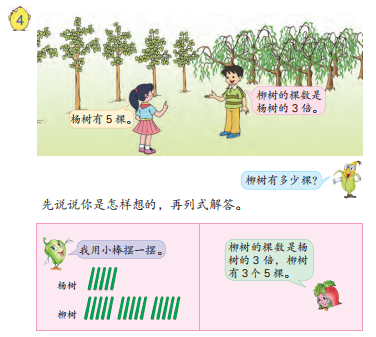 4
杨树有5棵。
柳树的棵数是
杨树的3倍。
柳树有多少棵?
先说说你是怎样想的，再列式解答。
我用小棒摆一摆。
杨树
柳树
柳树的棵数是杨
树的3倍，柳树
有3个5棵。